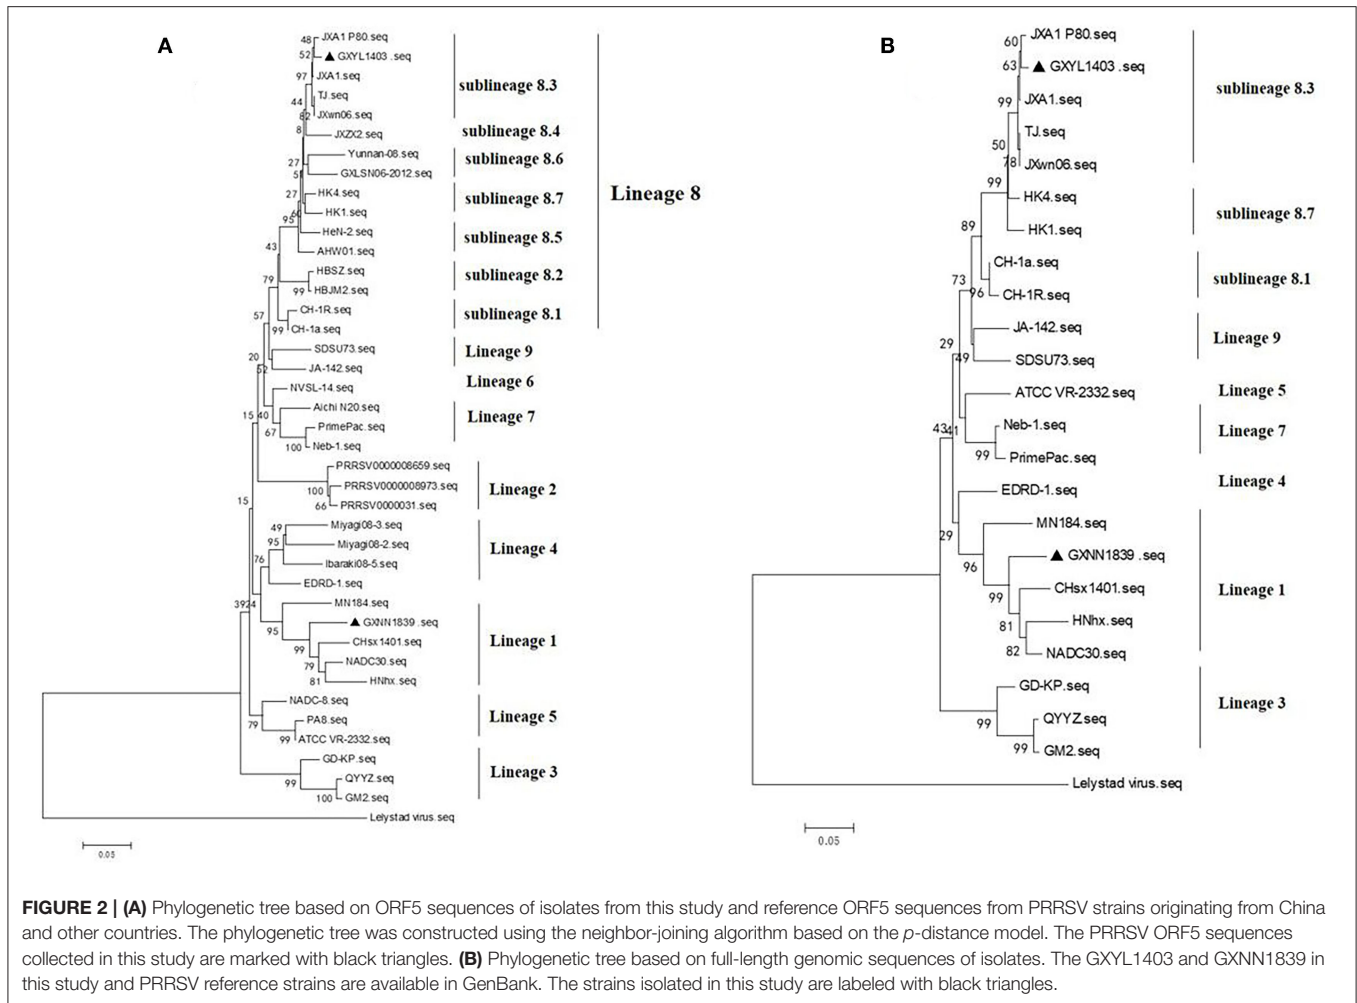 A
48 JXA1 P80.seq
52 ▲ GXYL1403 .seq
97 JXA1.seq
sublineage 8.3
44 TJ.seq
82 JXwn06.seq
8 JXZX2.seq
sublineage 8.4
Yunnan-08.seq
27
sublineage 8.6
5 GXLSN06-2012.seq
27 HK4.seq
sublineage 8.7
60 HK1.seq
95
HeN-2.seq
sublineage 8.5
43 AHW01.seq
HBSZ.seq
79
sublineage 8.2
99 HBJM2.seq
CH-1R.seq
57
sublineage 8.1
99 CH-1a.seq
Lineage 8
SDSU73.seq
20
Lineage 9
52 JA-142.seq
NVSL-14.seq
Lineage 6
Aichi N20.seq
15 40
Lineage 7
67 PrimePac.seq
100 Neb-1.seq
PRRSV0000008659.seq
100 PRRSV0000008973.seq
Lineage 2
15
66 PRRSV0000031.seq
49 Miyagi08-3.seq
95 Miyagi08-2.seq
Lineage 4
76 Ibaraki08-5.seq
EDRD-1.seq
3924 MN184.seq
95 ▲ GXNN1839 .seq
99 CHsx1401.seq
Lineage 1
79 NADC30.seq
81 HNhx.seq
NADC-8.seq
79 PA8.seq
Lineage 5
99 ATCC VR-2332.seq
GD-KP.seq
Lineage 3
99 QYYZ.seq
100 GM2.seq
Lelystad virus.seq
0.05
B
60 JXA1 P80.seq
63 ▲ GXYL1403 .seq
sublineage 8.3
99 JXA1.seq
TJ.seq
50
78 JXwn06.seq
99
HK4.seq
sublineage 8.7
89 HK1.seq
CH-1a.seq
73
sublineage 8.1
96 CH-1R.seq
JA-142.seq
29
Lineage 9
49 SDSU73.seq
ATCC VR-2332.seq
Lineage 5
4341 Neb-1.seq
Lineage 7
99 PrimePac.seq
Lineage 4
EDRD-1.seq
29 MN184.seq
96 ▲ GXNN1839 .seq
99 CHsx1401.seq
Lineage 1
81 HNhx.seq
82 NADC30.seq
GD-KP.seq
Lineage 3
99 QYYZ.seq
99 GM2.seq
Lelystad virus.seq
0.05
FIGURE 2 | (A) Phylogenetic tree based on ORF5 sequences of isolates from this study and reference ORF5 sequences from PRRSV strains originating from China
and other countries. The phylogenetic tree was constructed using the neighbor-joining algorithm based on the p-distance model. The PRRSV ORF5 sequences
collected in this study are marked with black triangles. (B) Phylogenetic tree based on full-length genomic sequences of isolates. The GXYL1403 and GXNN1839 in
this study and PRRSV reference strains are available in GenBank. The strains isolated in this study are labeled with black triangles.